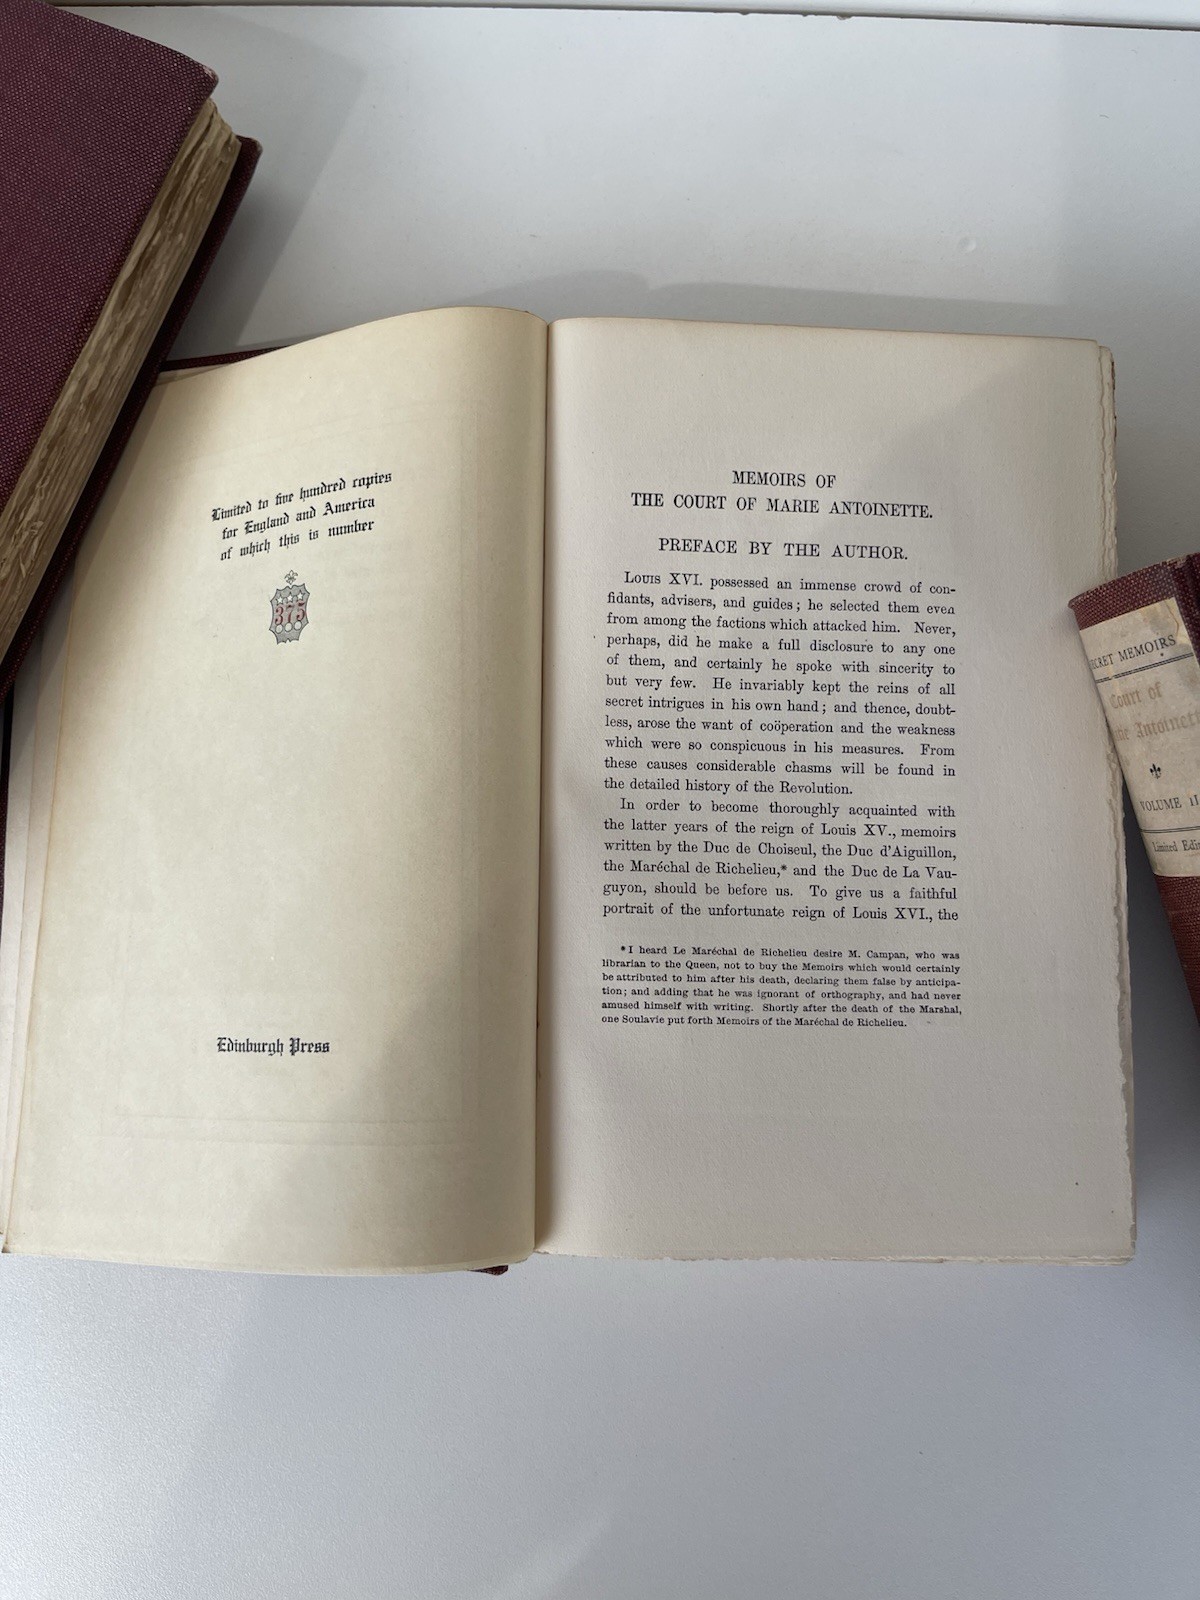 Limited to five hundred copies
for England and America
of which this is number
375
Edinburgh Press
MEMOIRS OF
THE COURT OF MARIE ANTOINETTE.
PREFACE BY THE AUTHOR.
Louis XVI. possessed an immense crowd of con-
fidants, advisers, and guides; he selected them even
from among the factions which attacked him. Never,
perhaps, did he make a full disclosure to any one
of them, and certainly he spoke with sincerity to
but very few. He invariably kept the reins of all
secret intrigues in his own hand; and thence, doubt-
less, arose the want of coöperation and the weakness
which were so conspicuous in his measures. From
these causes considerable chasms will be found in
the detailed history of the Revolution.
In order to become thoroughly acquainted with
the latter years of the reign of Louis XV., memoirs
written by the Duc de Choiseul, the Duc d'Aiguillon,
the Maréchal de Richelieu,* and the Duc de La Vau-
guyon, should be before us. To give us a faithful
portrait of the unfortunate reign of Louis XVI., the
*I heard Le Maréchal de Richelieu desire M. Campan, who was
librarian to the Queen, not to buy the Memoirs which would certainly
be attributed to him after his death, declaring them false by anticipa-
tion; and adding that he was ignorant of orthography, and had never
amused himself with writing. Shortly after the death of the Marshal,
one Soulavie put forth Memoirs of the Maréchal de Richelieu.
MEMOIRS
Court of
VOLUME II
Limited